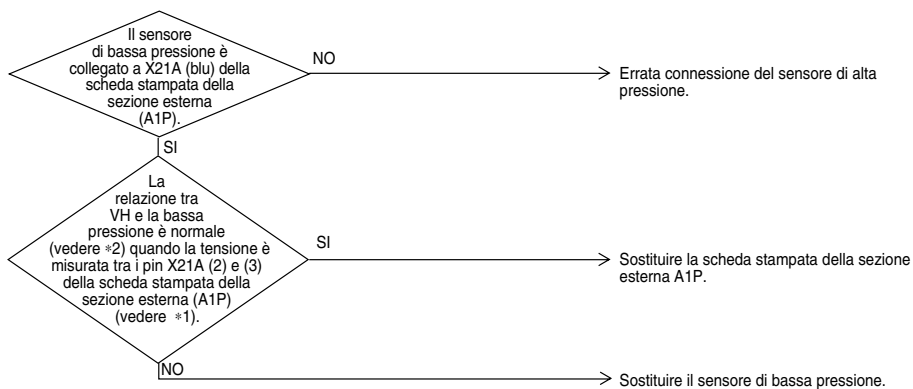 Il sensore
di bassa pressione è
collegato a X21A (blu) della
scheda stampata della
sezione esterna
(A1P).
NO
Errata connessione del sensore di alta
pressione.
SI
La
relazione tra
VH e la bassa
pressione è normale
(vedere *2) quando la tensione è
misurata tra i pin X21A (2) e (3)
della scheda stampata della
sezione esterna (A1P)
(vedere *1).
SI
Sostituire la scheda stampata della sezione
esterna A1P.
NO
Sostituire il sensore di bassa pressione.